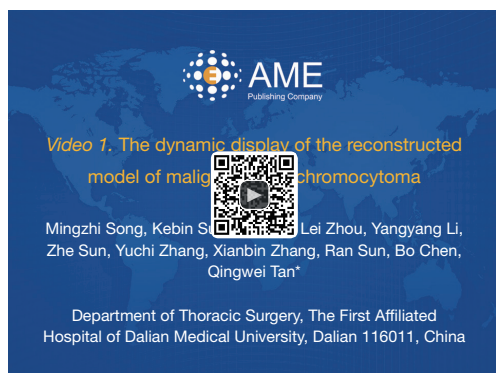 E AME
Publishing Company
Video 1. The dynamic display of the reconstructed
model of chromocytoma
Mingzhi Song, Kebin Lei Zhou, Yangyang Li,
Zhe Sun, Yuchi Zhang, Xianbin Zhang, Ran Sun, Bo Chen,
Qingwei Tan*
Department of Thoracic Surgery, The First Affiliated
Hospital of Dalian Medical University, Dalian 116011, China